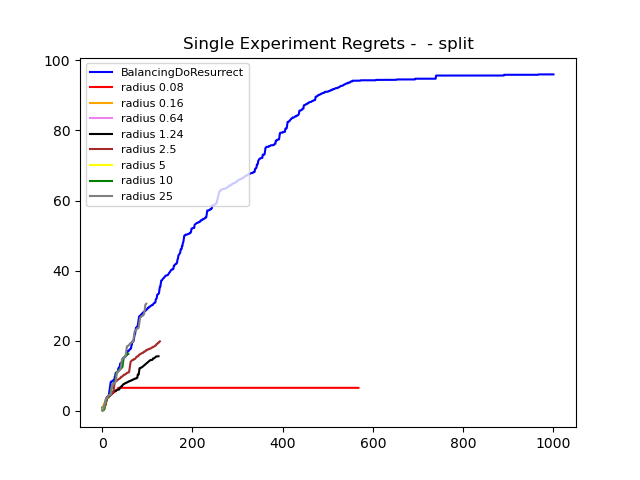 Single Experiment Regrets -  - split
100
80
60
40
20
0
BalancingDoResurrect
radius 0.08
radius 0.16
radius 0.64
radius 1.24
radius 2.5
radius 5
radius 10
radius 25
0 200 400 600 800 1000